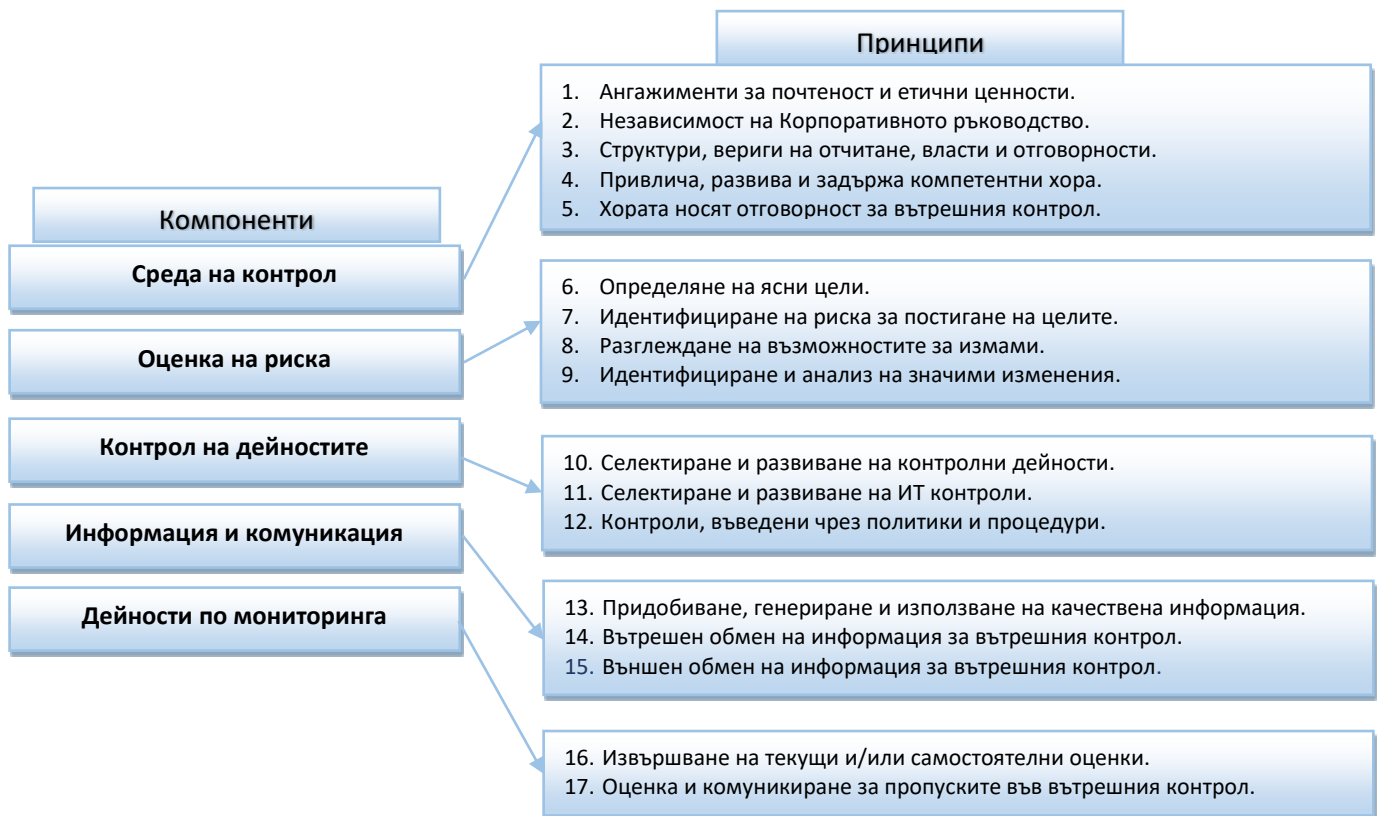 Принципи
1. Ангажименти за почтеност и етични ценности.
2. Независимост на Корпоративното ръководство.
3. Структури, вериги на отчитане, власти и отговорности.
4. Привлича, развива и задържа компетентни хора.
5. Хората носят отговорност за вътрешния контрол.
Компоненти
Среда на контрол
6. Определяне на ясни цели.
7. Идентифициране на риска за постигане на целите.
8. Разглеждане на възможностите за измами.
9. Идентифициране и анализ на значими изменения.
Оценка на риска
Контрол на дейностите
10. Селектиране и развиване на контролни дейности.
11. Селектиране и развиване на ИТ контроли.
12. Контроли, въведени чрез политики и процедури.
Информация и комуникация
13. Придобиване, генериране и използване на качествена информация.
14. Вътрешен обмен на информация за вътрешния контрол.
15. Външен обмен на информация за вътрешния контрол.
Дейности по мониторинга
16. Извършване на текущи и/или самостоятелни оценки.
17. Оценка и комуникиране за пропуските във вътрешния контрол.